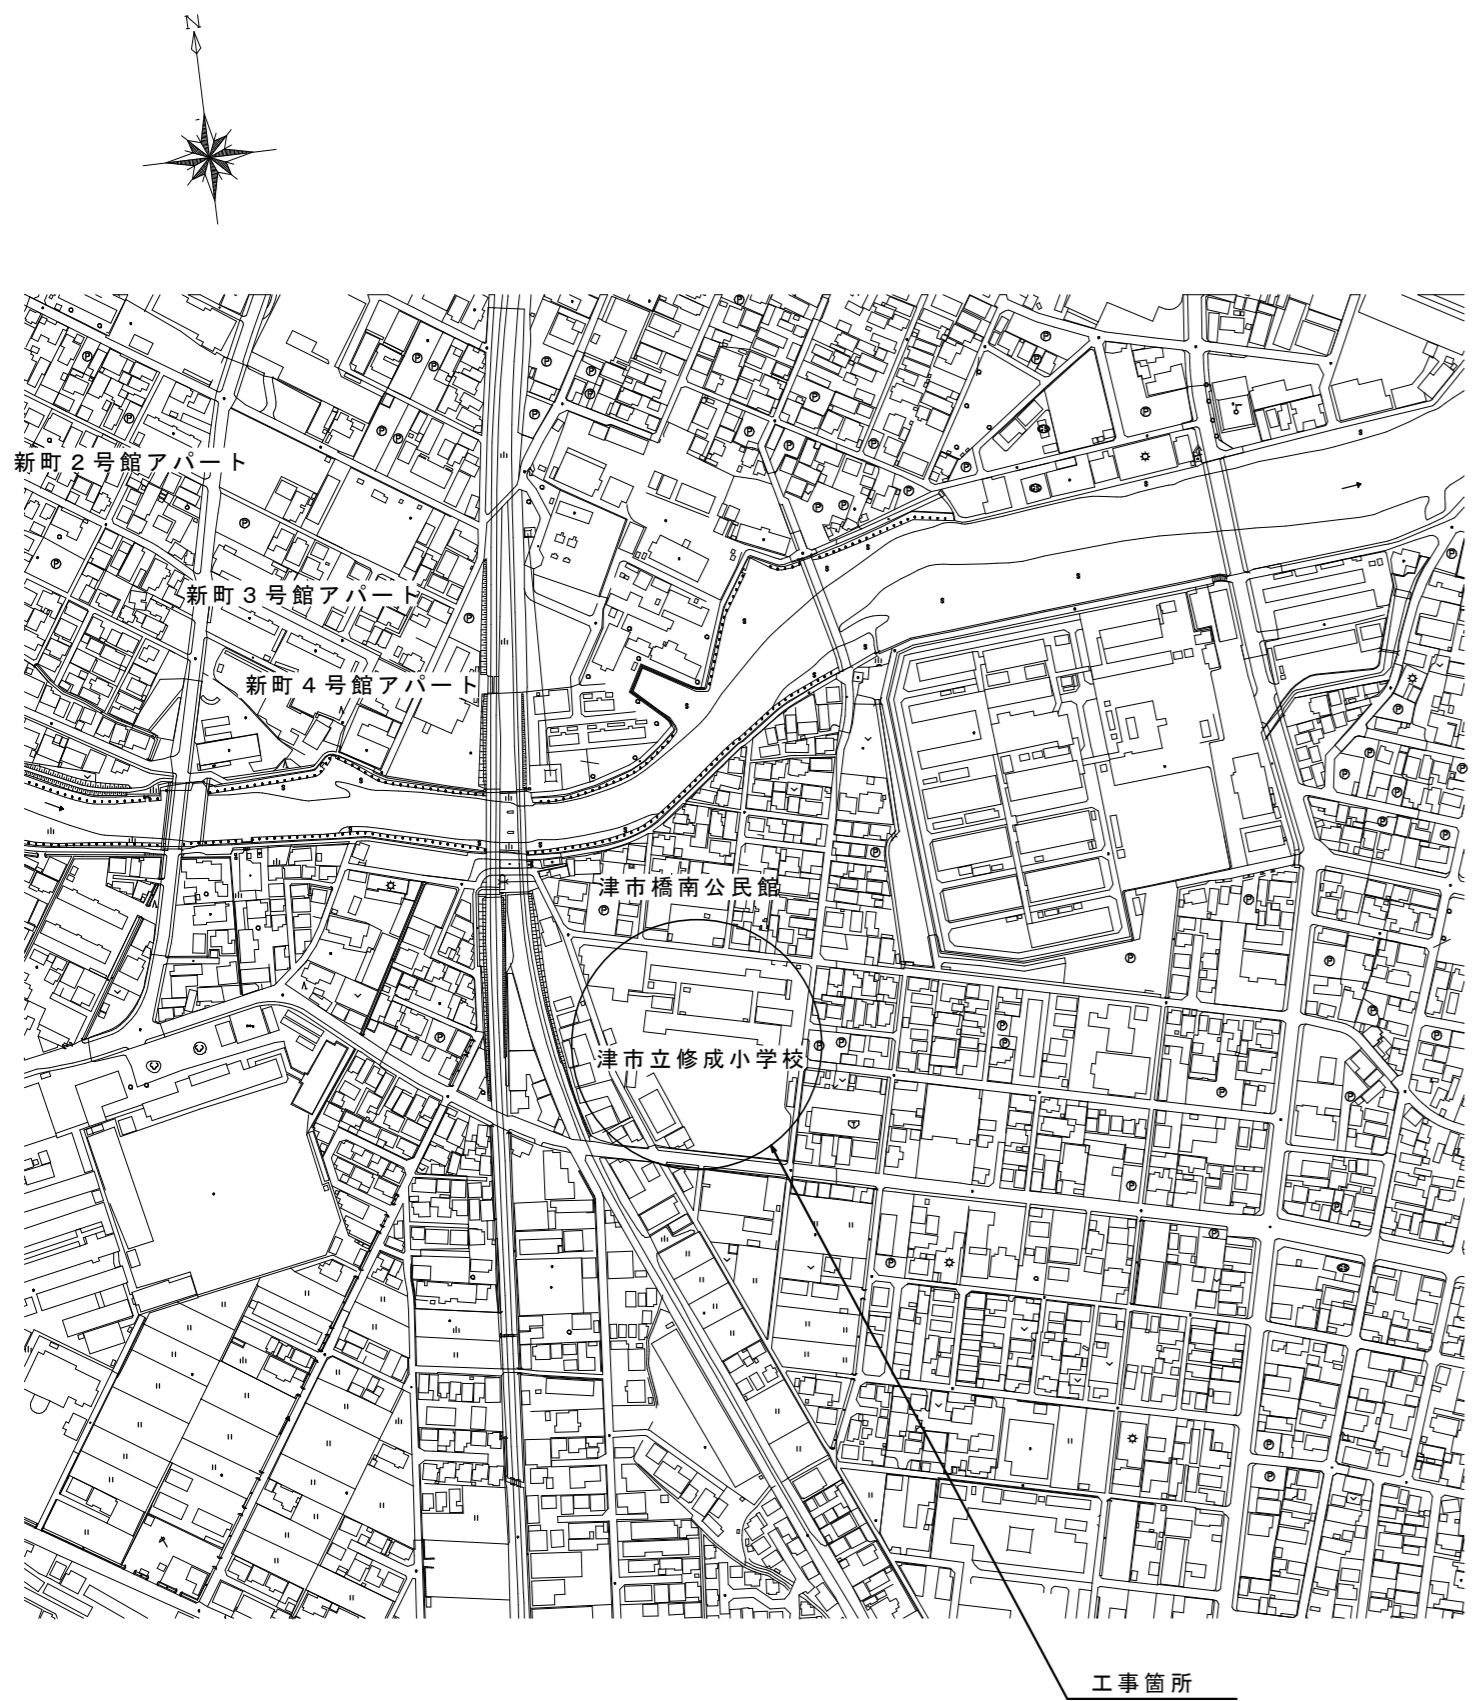 N
新町２号館アパート
新町３号館アパート
新町４号館アパート
津市橋南公民館
津市立修成小学校
工事箇所